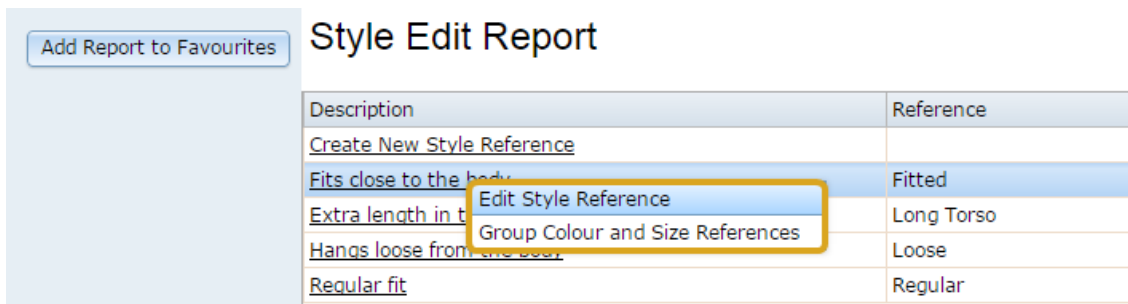 Add Report to Favourites
Style Edit Report
Description Reference
Create New Style Reference
Fits close to the body Fitted
Edit Style Reference
Extra length in t Long Torso
Group Colour and Size References
Hangs loose from the body Loose
Regular fit Regular